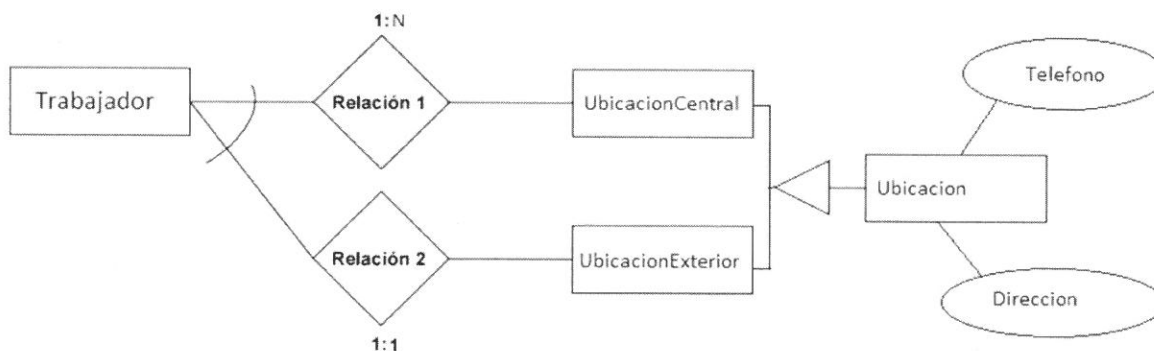 1:N
Trabajador
Relación 1
UbicacionCentral
Telefono
Ubicacion
Relación 2
UbicacionExterior
Direccion
1:1